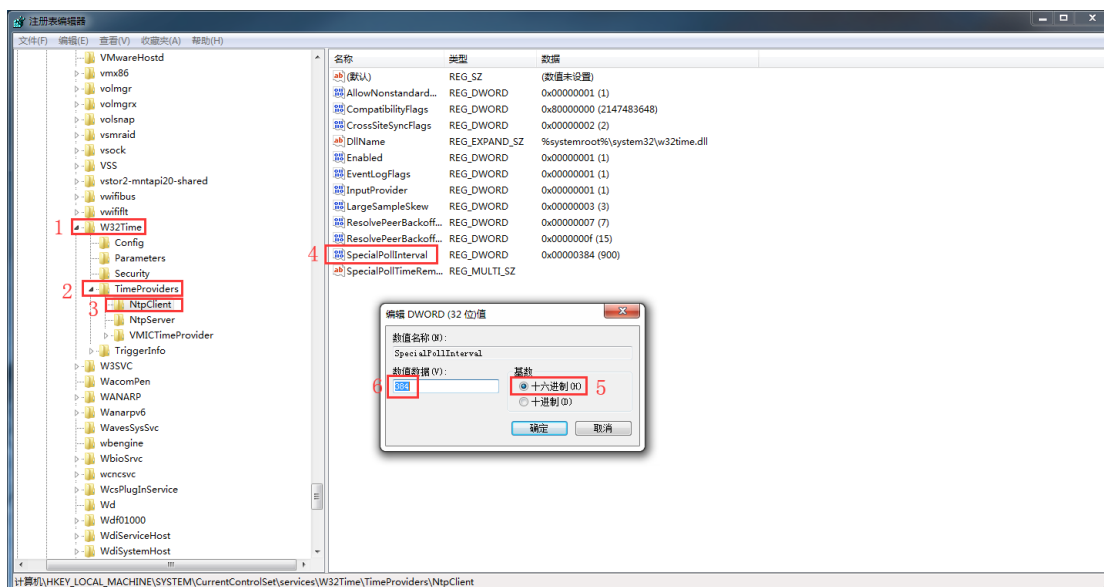 注册表编辑器
文件(F) 编辑(E) 查看(V) 收藏夹(A) 帮助(H)
VMwareHostd
vmx86
volmgr
volmgrx
volsnap
vsmraid
vsock
VSS
vstor2-mntapi20-shared
vwifibus
vwififlt
1 W32Time
Config
Parameters
Security
2 TimeProviders
3 NtpClient
NtpServer
VMICTimeProvider
TriggerInfo
W3SVC
WacomPen
WANARP
Wanarpv6
WavesSysSvc
wbengine
WbioSrvc
wcncsvc
WcsPlugInService
Wd
Wdf01000
WdiServiceHost
WdiSystemHost
名称 类型 数据
(默认) REG_SZ (数值未设置)
AllowNonstandard... REG_DWORD 0x00000001 (1)
CompatibilityFlags REG_DWORD 0x80000000 (2147483648)
CrossSiteSyncFlags REG_DWORD 0x00000002 (2)
DllName REG_EXPAND_SZ %systemroot%\system32\w32time.dll
Enabled REG_DWORD 0x00000001 (1)
EventLogFlags REG_DWORD 0x00000001 (1)
InputProvider REG_DWORD 0x00000001 (1)
LargeSampleSkew REG_DWORD 0x00000003 (3)
ResolvePeerBackoff... REG_DWORD 0x00000007 (7)
ResolvePeerBackoff... REG_DWORD 0x0000000f (15)
4 SpecialPollInterval REG_DWORD 0x00000384 (900)
SpecialPollTimeRem... REG_MULTI_SZ
编辑 DWORD (32 位)值
数值名称(N):
SpecialPollInterval
数值数据(V): 基数
6 384 十六进制(H) 5
十进制(D)
确定 取消
计算机\HKEY_LOCAL_MACHINE\SYSTEM\CurrentControlSet\services\W32Time\TimeProviders\NtpClient